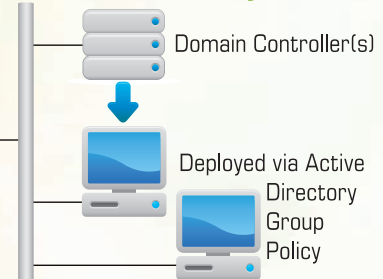 Domain Controller(s)
Deployed via Active
Directory
Group
Policy